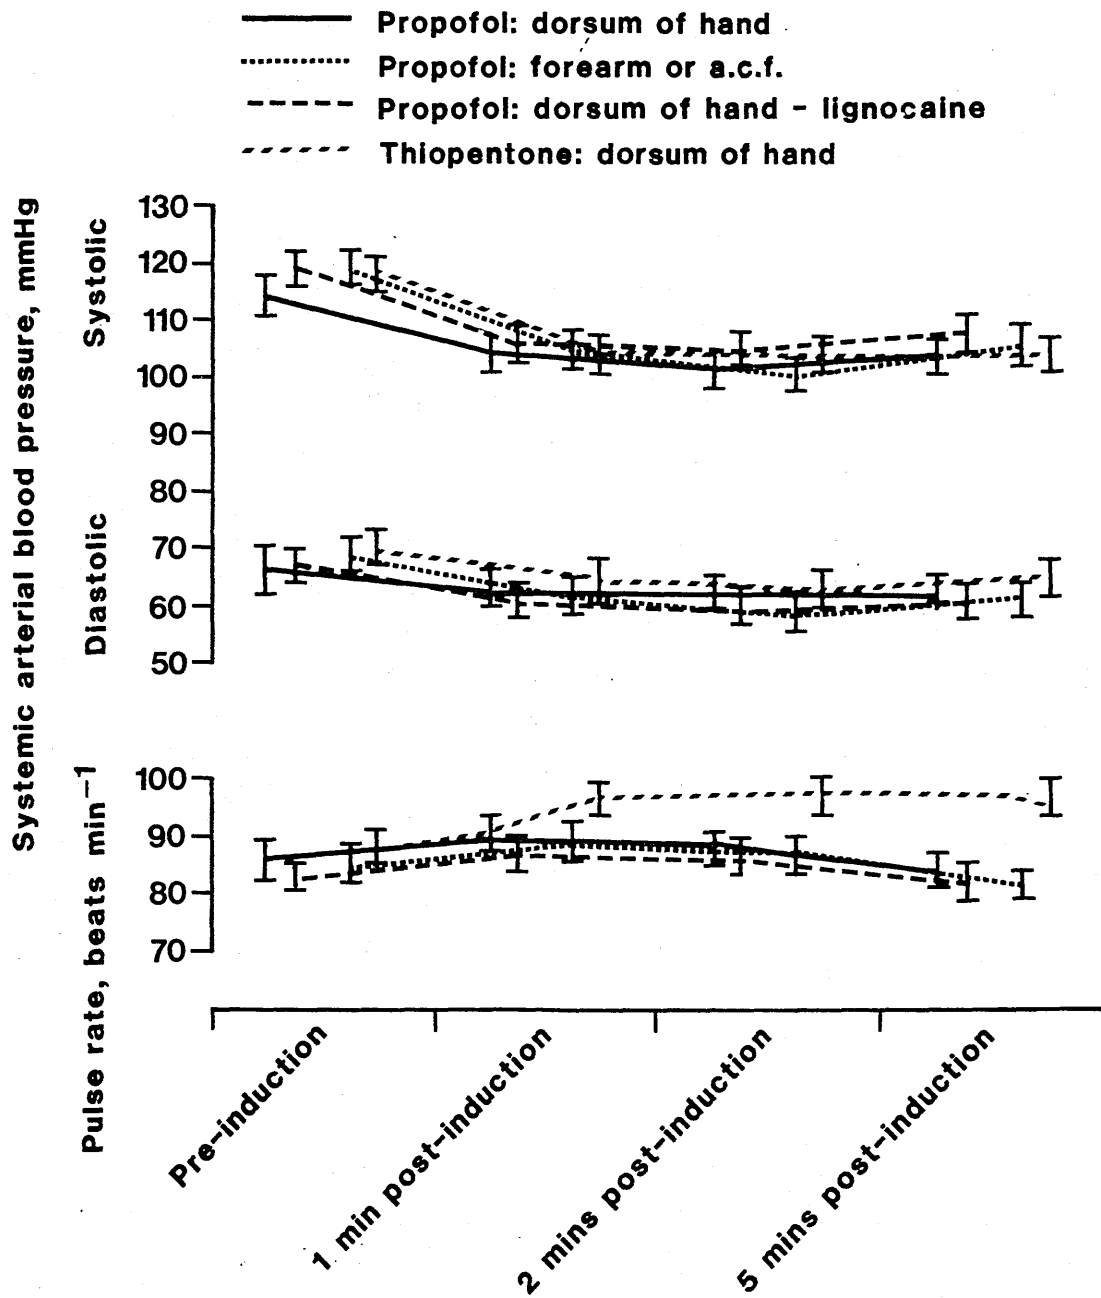 Propofol: dorsum of hand
Propofol: forearm or a.c.f.
Propofol: dorsum of hand - lignocaine
Thiopentone: dorsum of hand
Systemic arterial blood pressure, mmHg
Systolic
130
120
110
100
90
80
Diastolic
70
60
50
Pulse rate, beats min−1
100
90
80
70
Pre-induction
1 min post-induction
2 mins post-induction
5 mins post-induction